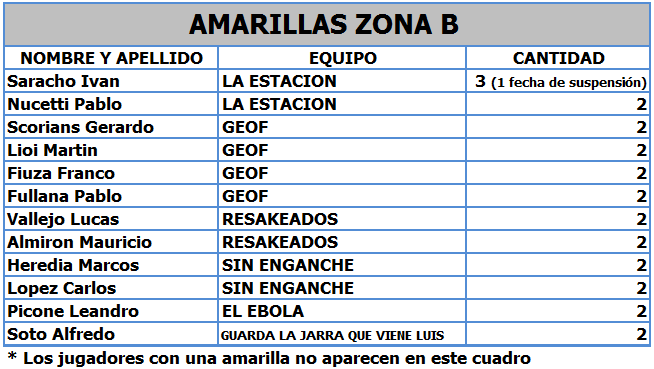 AMARILLAS ZONA B
NOMBRE Y APELLIDO EQUIPO CANTIDAD
Saracho Ivan LA ESTACION 3 (1 fecha de suspensión)
Nucetti Pablo LA ESTACION 2
Scorians Gerardo GEOF 2
Lioi Martin GEOF 2
Fiuza Franco GEOF 2
Fullana Pablo GEOF 2
Vallejo Lucas RESAKEADOS 2
Almiron Mauricio RESAKEADOS 2
Heredia Marcos SIN ENGANCHE 2
Lopez Carlos SIN ENGANCHE 2
Picone Leandro EL EBOLA 2
Soto Alfredo GUARDA LA JARRA QUE VIENE LUIS 2
* Los jugadores con una amarilla no aparecen en este cuadro